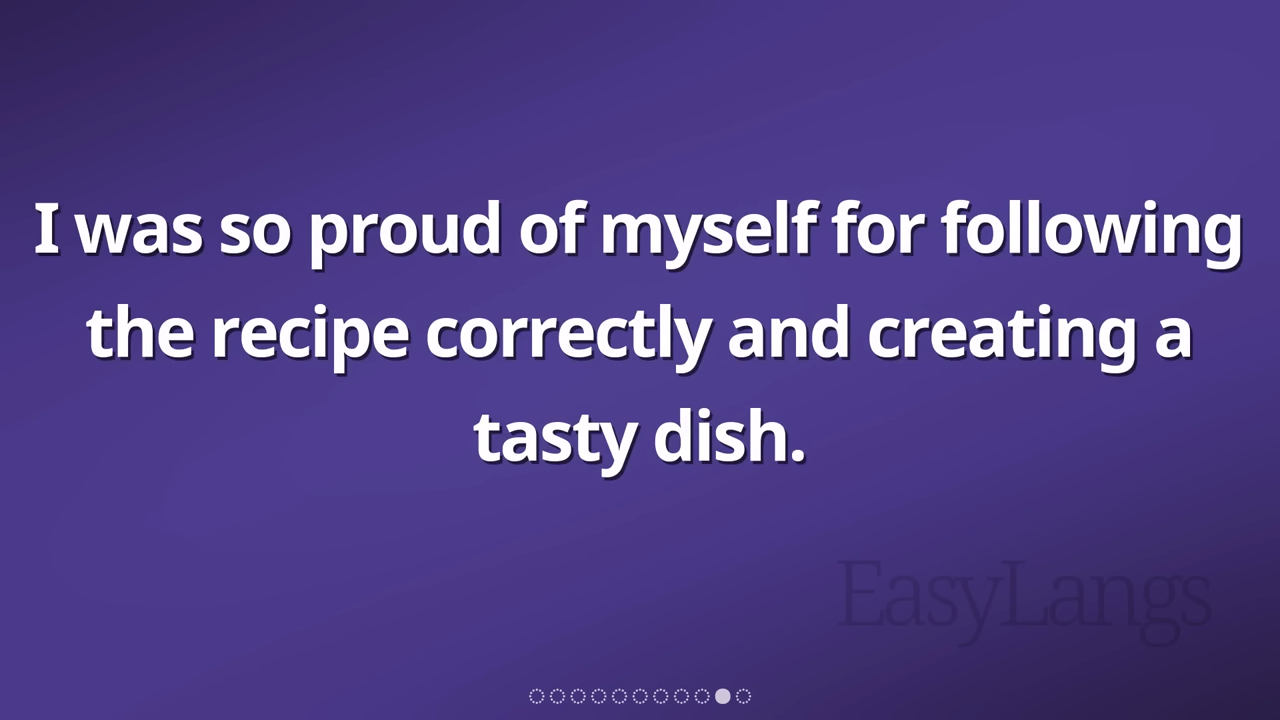 I was so proud of myself for following
the recipe correctly and creating a
tasty dish.
EasyLangs